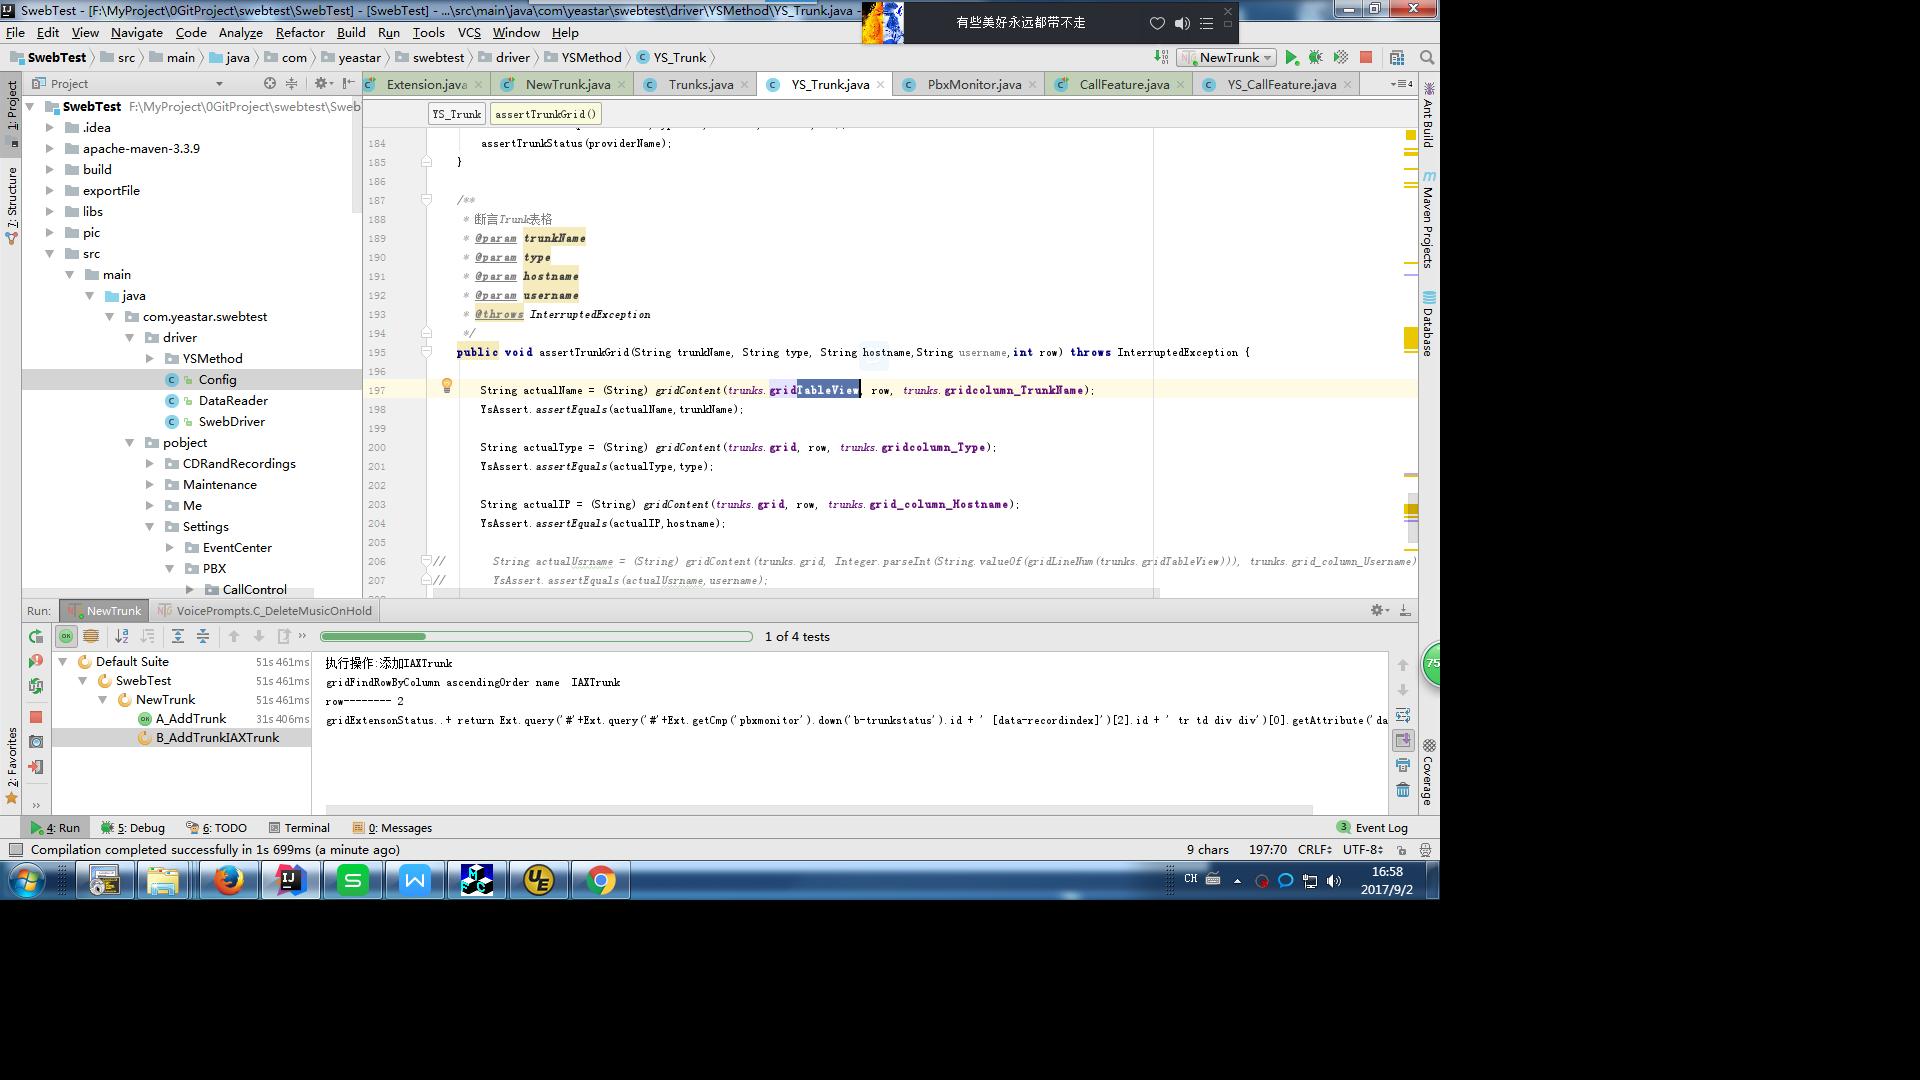 SwebTest - [F:\MyProject\0GitProject\swebtest\SwebTest] - [SwebTest] - ...\src\main\java\com\yeastar\swebtest\driver\YSMethod\YS_Trunk.java -
有些美好永远都带不走
File Edit View Navigate Code Analyze Refactor Build Run Tools VCS Window Help
SwebTest src main java com yeastar swebtest driver YSMethod YS_Trunk
NewTrunk
Project
Extension.java NewTrunk.java Trunks.java YS_Trunk.java PbxMonitor.java CallFeature.java YS_CallFeature.java
4
1: Project
7: Structure
2: Favorites
Ant Build
Maven Projects
Database
Coverage
SwebTest F:\MyProject\0GitProject\swebtest\Sweb
.idea
apache-maven-3.3.9
build
exportFile
libs
pic
src
main
java
com.yeastar.swebtest
driver
YSMethod
Config
DataReader
SwebDriver
pobject
CDRandRecordings
Maintenance
Me
Settings
EventCenter
PBX
CallControl
YS_Trunk assertTrunkGrid()
184 assertTrunkStatus(providerName);
185 }
186
187 /**
188 * 断言Trunk表格
189 * @param trunkName
190 * @param type
191 * @param hostname
192 * @param username
193 * @throws InterruptedException
194 */
195 public void assertTrunkGrid(String trunkName, String type, String hostname,String username,int row) throws InterruptedException {
196
197 String actualName = (String) gridContent(trunks.gridTableView, row, trunks.gridcolumn_TrunkName);
198 YsAssert.assertEquals(actualName,trunkName);
199
200 String actualType = (String) gridContent(trunks.grid, row, trunks.gridcolumn_Type);
201 YsAssert.assertEquals(actualType,type);
202
203 String actualIP = (String) gridContent(trunks.grid, row, trunks.grid_column_Hostname);
204 YsAssert.assertEquals(actualIP,hostname);
205
206 // String actualUsrname = (String) gridContent(trunks.grid, Integer.parseInt(String.valueOf(gridLineNum(trunks.gridTableView))), trunks.grid_column_Username)
207 // YsAssert.assertEquals(actualUsrname,username);
Run: NewTrunk VoicePrompts.C_DeleteMusicOnHold
1 of 4 tests
Default Suite 51s 461ms
SwebTest 51s 461ms
NewTrunk 51s 461ms
A_AddTrunk 31s 406ms
B_AddTrunkIAXTrunk
执行操作:添加IAXTrunk
gridFindRowByColumn ascendingOrder name  IAXTrunk
row-------- 2
gridExtensonStatus..+ return Ext.query('#'+Ext.query('#'+Ext.getCmp('pbxmonitor').down('b-trunkstatus').id + ' [data-recordindex]')[2].id + ' tr td div div')[0].getAttribute('da
75
4: Run 5: Debug 6: TODO Terminal 0: Messages
3 Event Log
Compilation completed successfully in 1s 699ms (a minute ago)
9 chars 197:70 CRLF UTF-8
CH
16:58
2017/9/2